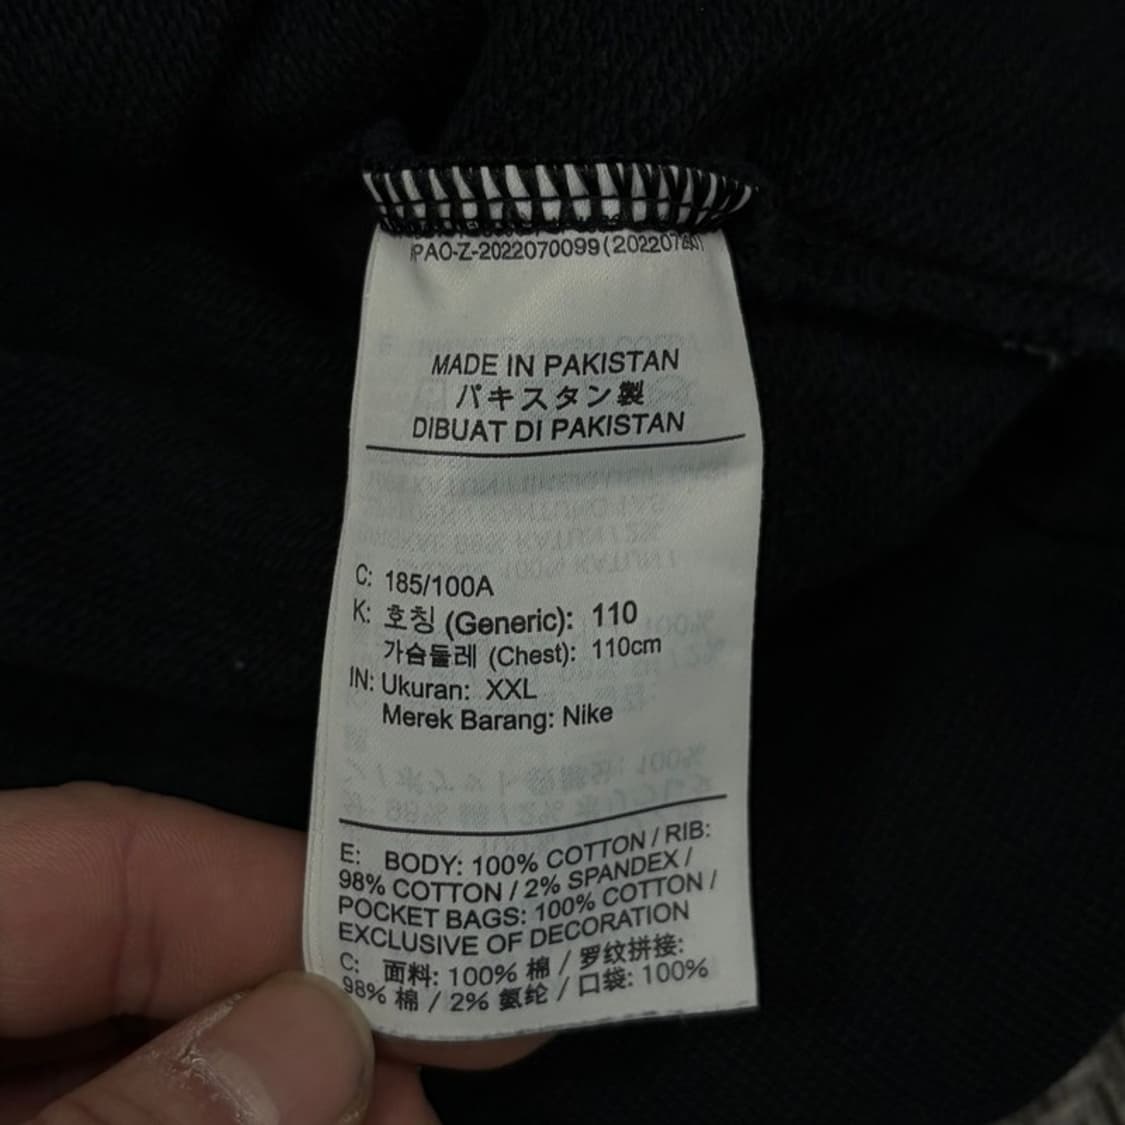 PAO-Z-2022070099(202207
MADE IN PAKISTAN
パキスタン製
DIBUAT DI PAKISTAN
C: 185/100A
K: 호칭 (Generic): 110
가슴둘레 (Chest): 110cm
IN: Ukuran: XXL
Merek Barang: Nike
E: BODY: 100% COTTON / RIB:
98% COTTON / 2% SPANDEX /
POCKET BAGS: 100% COTTON /
EXCLUSIVE OF DECORATION
C: 面料: 100% 棉 / 罗纹拼接:
98% 棉 / 2% 氨纶 / 口袋: 100%